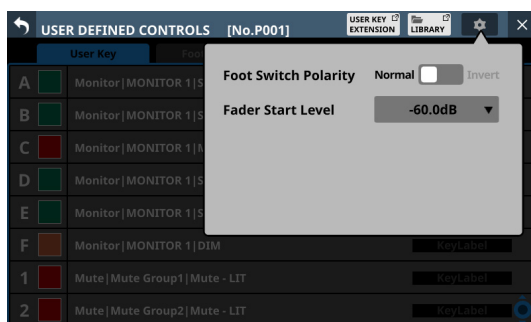 USER DEFINED CONTROLS [No.P001]
USER KEY
EXTENSION
LIBRARY
User Key
Foot
Foot Switch Polarity Normal Invert
Fader Start Level -60.0dB
A Monitor|MONITOR 1|S
B Monitor|MONITOR 1|S
C Monitor|MONITOR 1|M
D Monitor|MONITOR 1|S
E Monitor|MONITOR 1|S
F Monitor|MONITOR 1|DIM KeyLabel
1 Mute|Mute Group1|Mute - LIT KeyLabel
2 Mute|Mute Group2|Mute - LIT KeyLabel